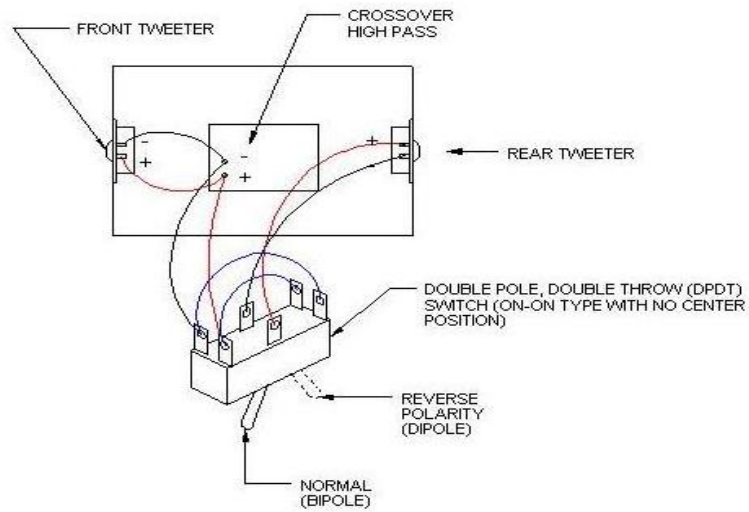 CROSSOVER
HIGH PASS
FRONT TWEETER
-
+
-
+
+
-
REAR TWEETER
DOUBLE POLE, DOUBLE THROW (DPDT)
SWITCH (ON-ON TYPE WITH NO CENTER
POSITION)
REVERSE
POLARITY
(DIPOLE)
NORMAL
(BIPOLE)